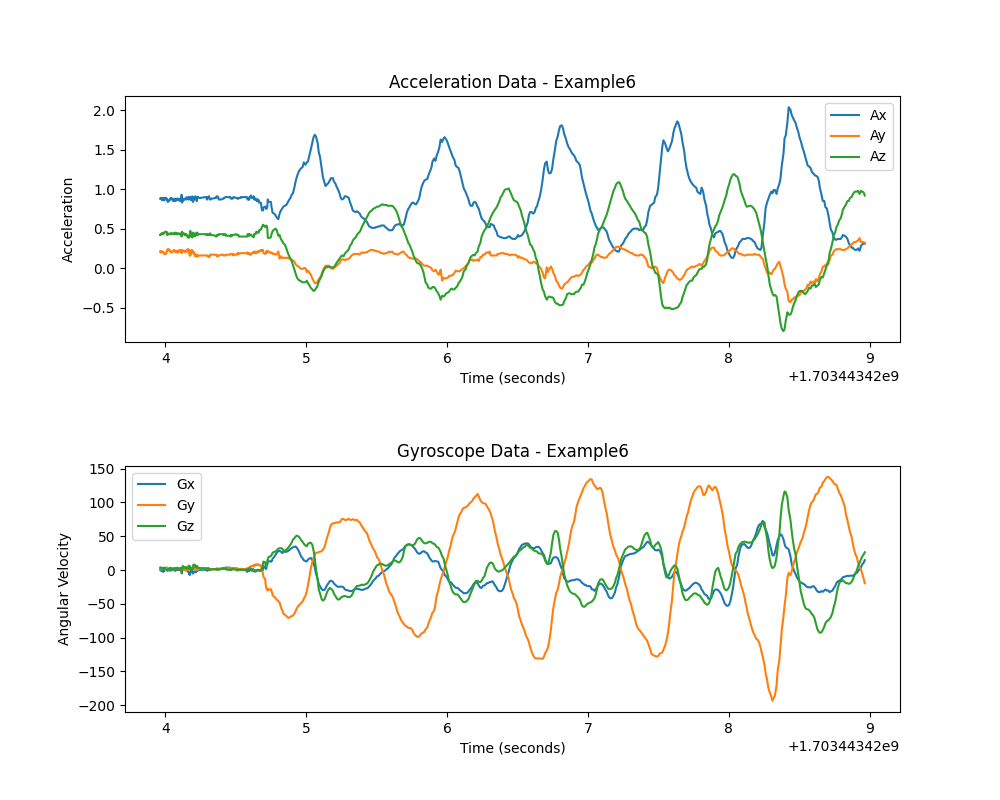 Acceleration Data - Example6
2.0
1.5
1.0
0.5
0.0
−0.5
Acceleration
Ax
Ay
Az
4 5 6 7 8 9
Time (seconds)
+1.70344342e9
Gyroscope Data - Example6
150
100
50
0
−50
−100
−150
−200
Angular Velocity
Gx
Gy
Gz
4 5 6 7 8 9
Time (seconds)
+1.70344342e9